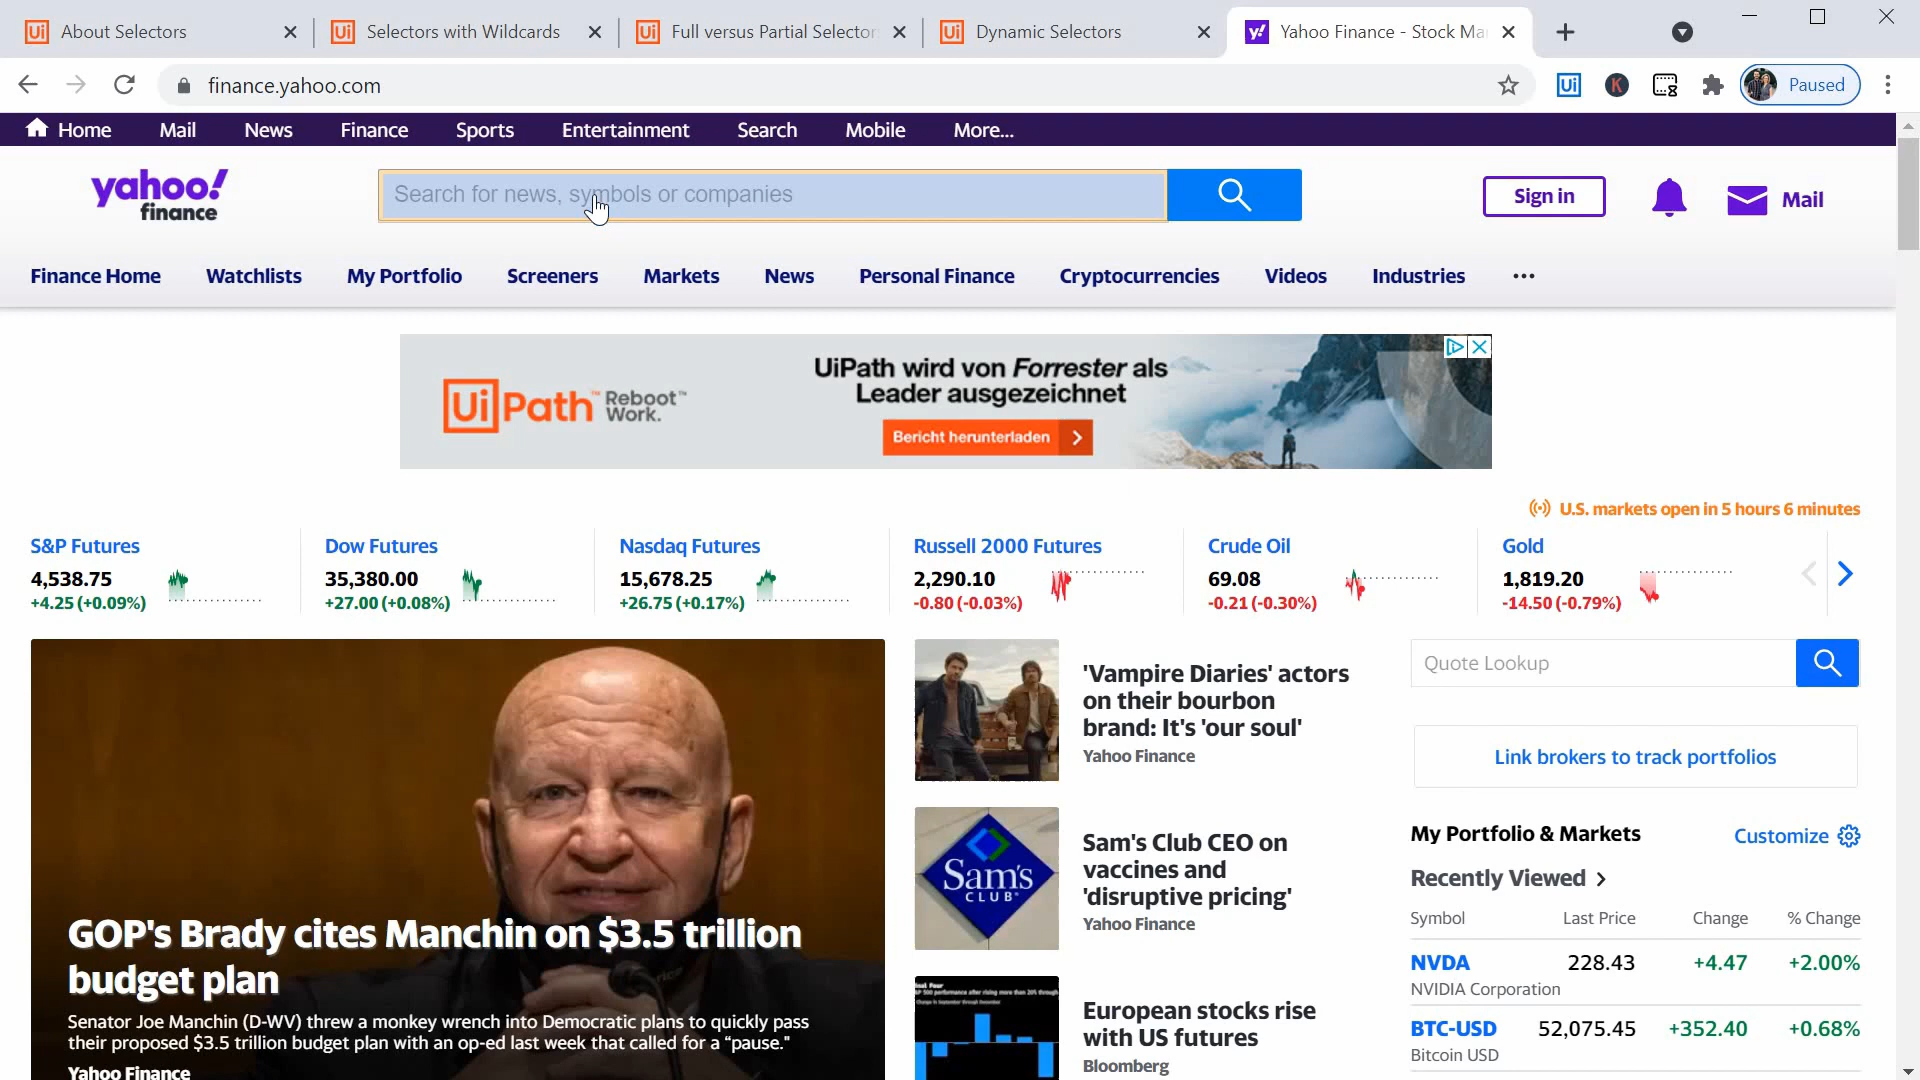 About Selectors
Selectors with Wildcards
Full versus Partial Selector
Dynamic Selectors
Yahoo Finance - Stock Ma
finance.yahoo.com
Paused
Home
Mail
News
Finance
Sports
Entertainment
Search
Mobile
More...
yahoo!
finance
Search for news, symbols or companies
Sign in
Mail
Finance Home
Watchlists
My Portfolio
Screeners
Markets
News
Personal Finance
Cryptocurrencies
Videos
Industries
UiPath™ Reboot™
Work.
UiPath wird von Forrester als
Leader ausgezeichnet
Bericht herunterladen
U.S. markets open in 5 hours 6 minutes
S&P Futures
4,538.75
+4.25 (+0.09%)
Dow Futures
35,380.00
+27.00 (+0.08%)
Nasdaq Futures
15,678.25
+26.75 (+0.17%)
Russell 2000 Futures
2,290.10
-0.80 (-0.03%)
Crude Oil
69.08
-0.21 (-0.30%)
Gold
1,819.20
-14.50 (-0.79%)
GOP's Brady cites Manchin on $3.5 trillion
budget plan
Senator Joe Manchin (D-WV) threw a monkey wrench into Democratic plans to quickly pass
their proposed $3.5 trillion budget plan with an op-ed last week that called for a “pause."
Yahoo Finance
'Vampire Diaries' actors
on their bourbon
brand: It's 'our soul'
Yahoo Finance
Sam's
CLUB
Sam's Club CEO on
vaccines and
'disruptive pricing'
Yahoo Finance
European stocks rise
with US futures
Bloomberg
Quote Lookup
Link brokers to track portfolios
My Portfolio & Markets
Customize
Recently Viewed
Symbol Last Price Change % Change
NVDA 228.43 +4.47 +2.00%
NVIDIA Corporation
BTC-USD 52,075.45 +352.40 +0.68%
Bitcoin USD